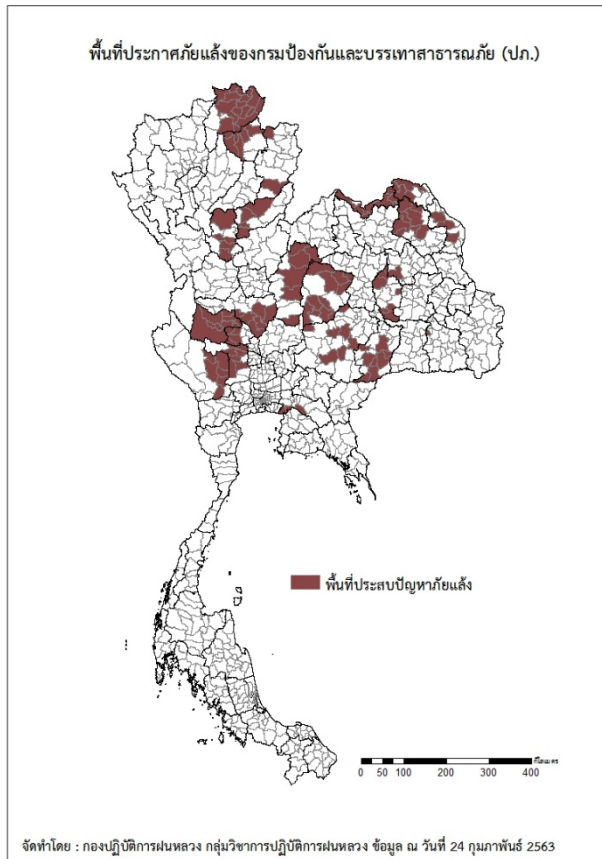 พื้นที่ประกาศภัยแล้งของกรมป้องกันและบรรเทาสาธารณภัย (ปภ.)
พื้นที่ประสบปัญหาภัยแล้ง
กิโลเมตร
0 50 100 200 300 400
จัดทำโดย : กองปฏิบัติการฝนหลวง กลุ่มวิชาการปฏิบัติการฝนหลวง ข้อมูล ณ วันที่ 24 กุมภาพันธ์ 2563